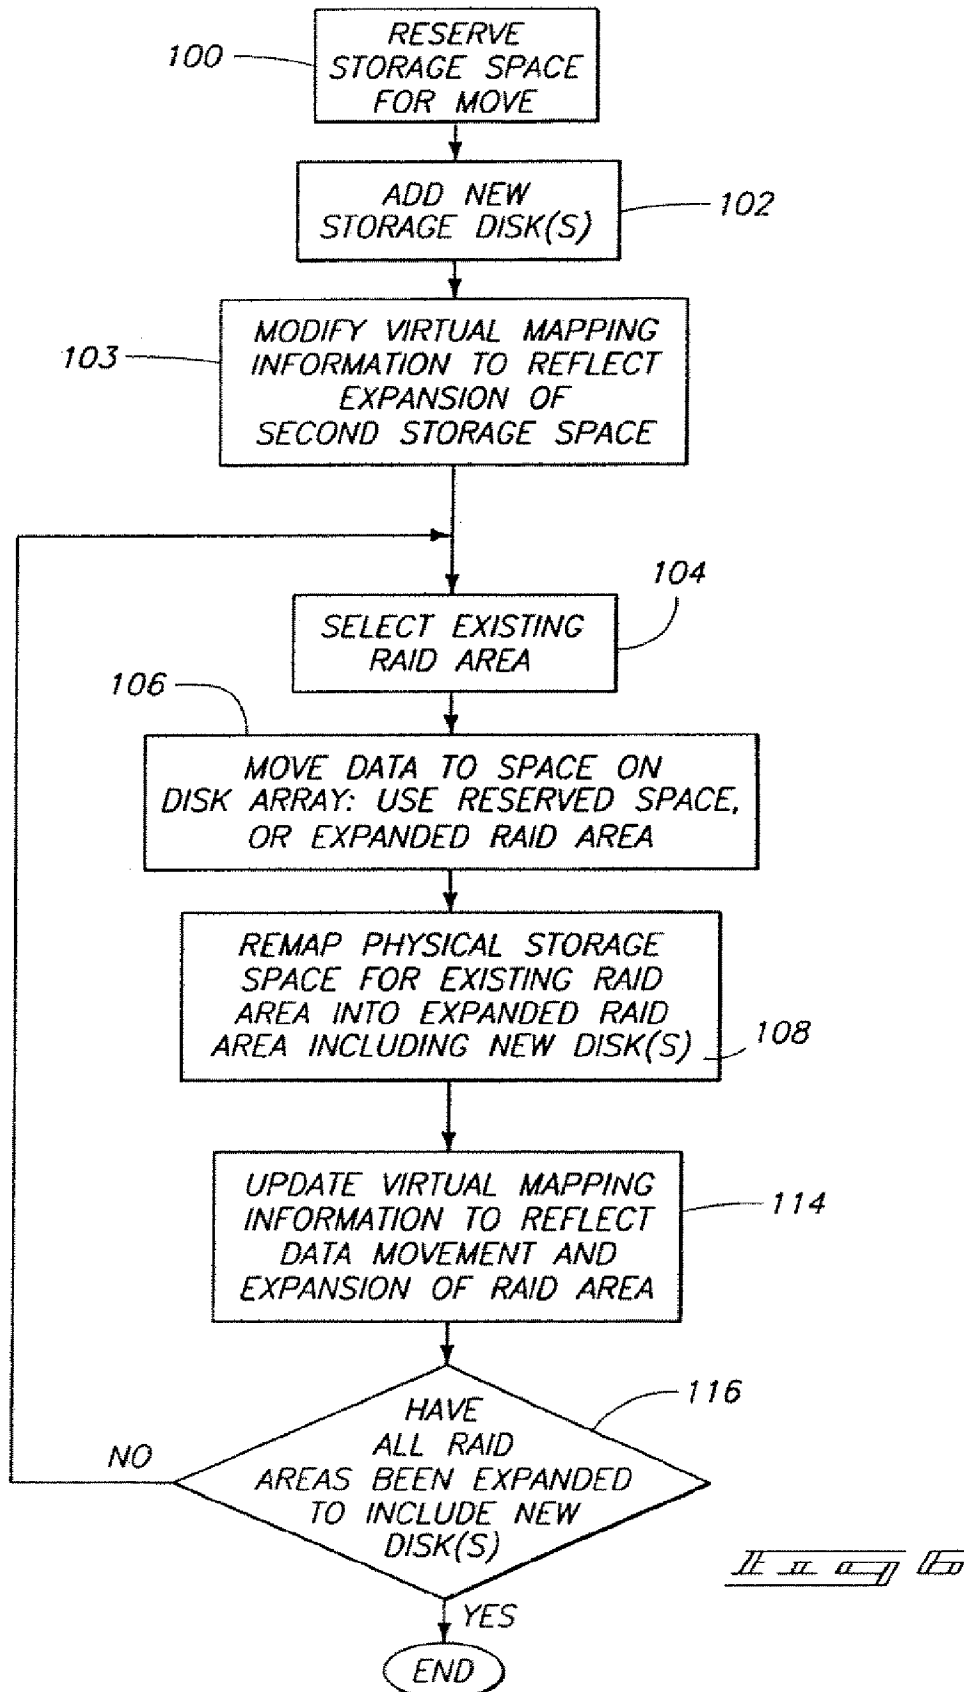 RESERVE
STORAGE SPACE
FOR MOVE
100
ADD NEW
STORAGE DISK(S)
102
MODIFY VIRTUAL MAPPING
INFORMATION TO REFLECT
EXPANSION OF
SECOND STORAGE SPACE
103
SELECT EXISTING
RAID AREA
104
106
MOVE DATA TO SPACE ON
DISK ARRAY: USE RESERVED SPACE,
OR EXPANDED RAID AREA
REMAP PHYSICAL STORAGE
SPACE FOR EXISTING RAID
AREA INTO EXPANDED RAID
AREA INCLUDING NEW DISK(S)
108
UPDATE VIRTUAL MAPPING
INFORMATION TO REFLECT
DATA MOVEMENT AND
EXPANSION OF RAID AREA
114
HAVE
ALL RAID
AREAS BEEN EXPANDED
TO INCLUDE NEW
DISK(S)
116
NO
YES
END
Fig 6